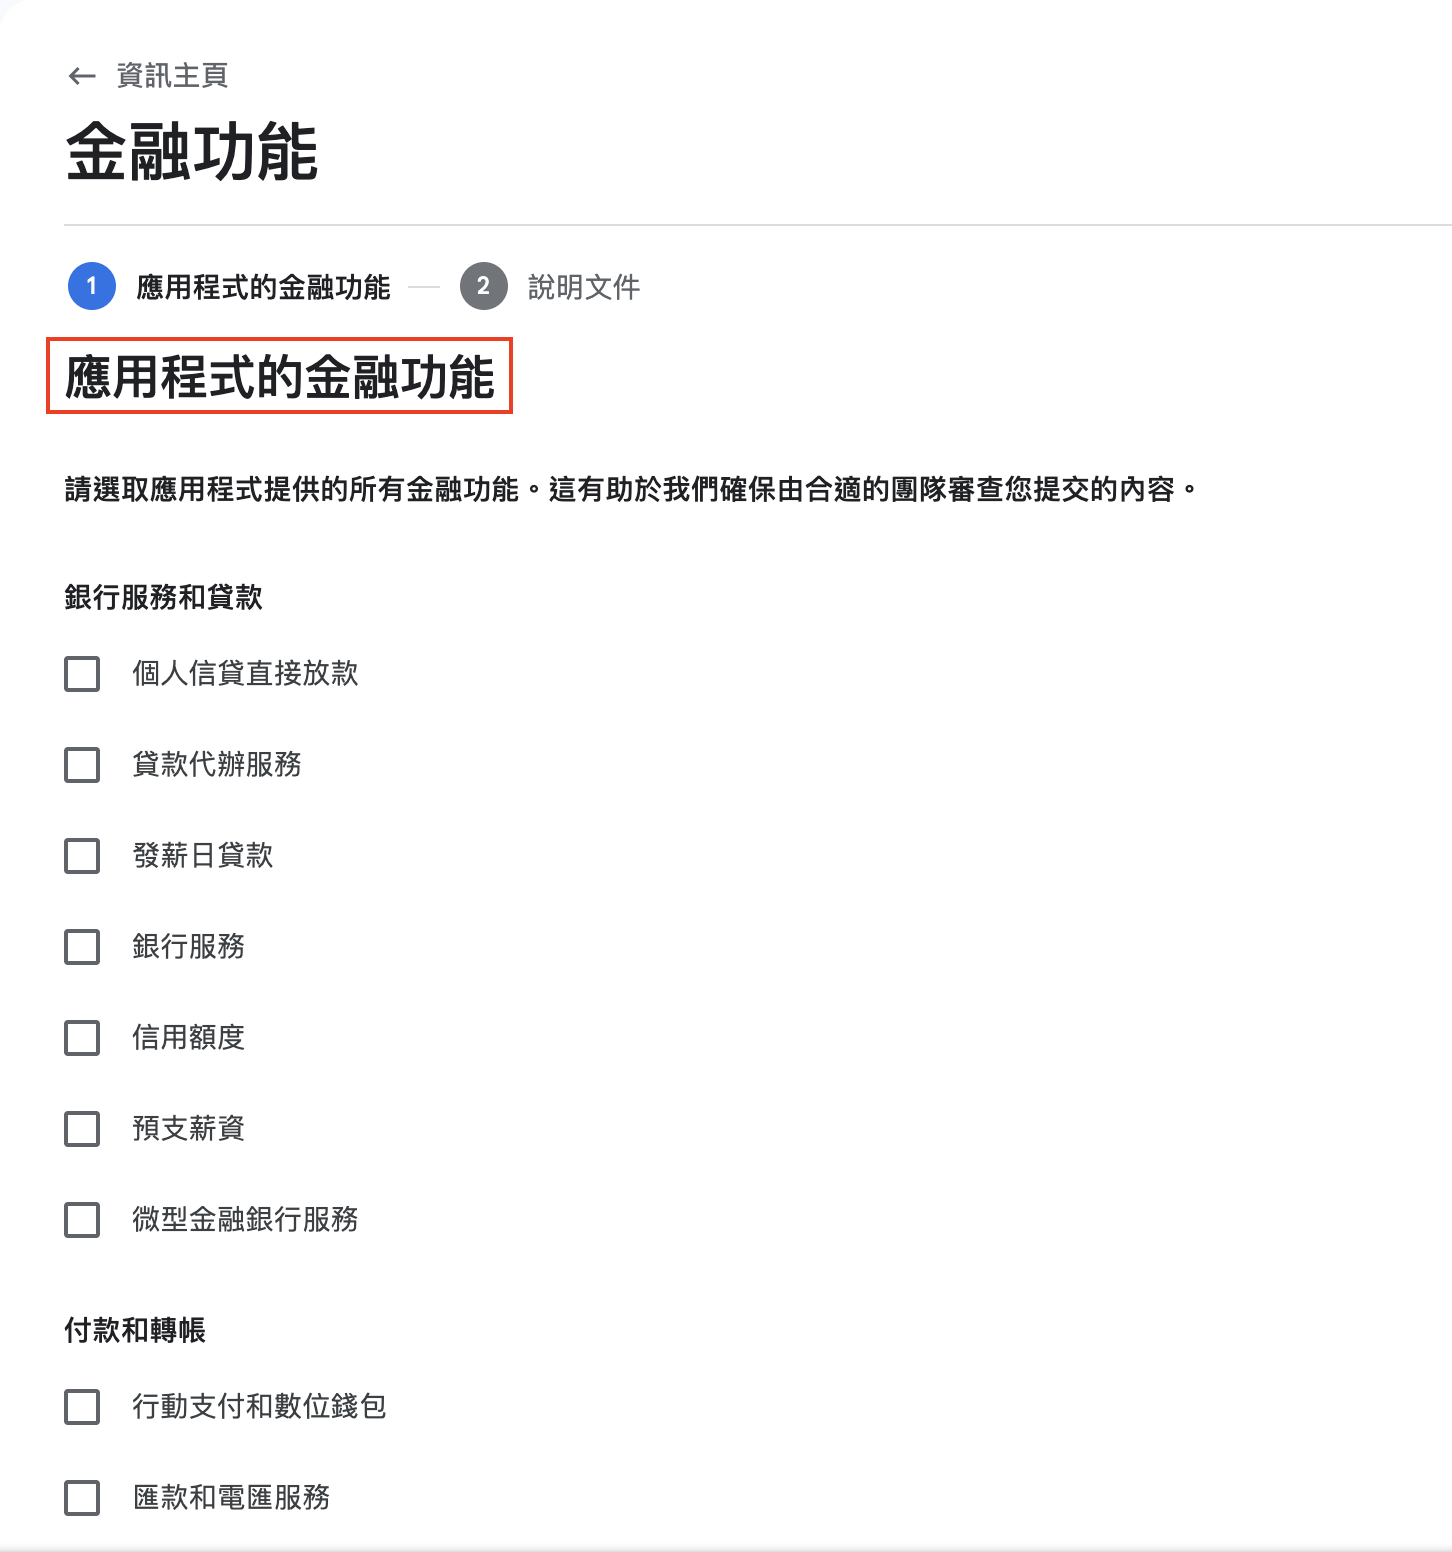 ← 資訊主頁
金融功能
1 應用程式的金融功能 — 2 說明文件
應用程式的金融功能
請選取應用程式提供的所有金融功能。這有助於我們確保由合適的團隊審查您提交的內容。
銀行服務和貸款
個人信貸直接放款
貸款代辦服務
發薪日貸款
銀行服務
信用額度
預支薪資
微型金融銀行服務
付款和轉帳
行動支付和數位錢包
匯款和電匯服務